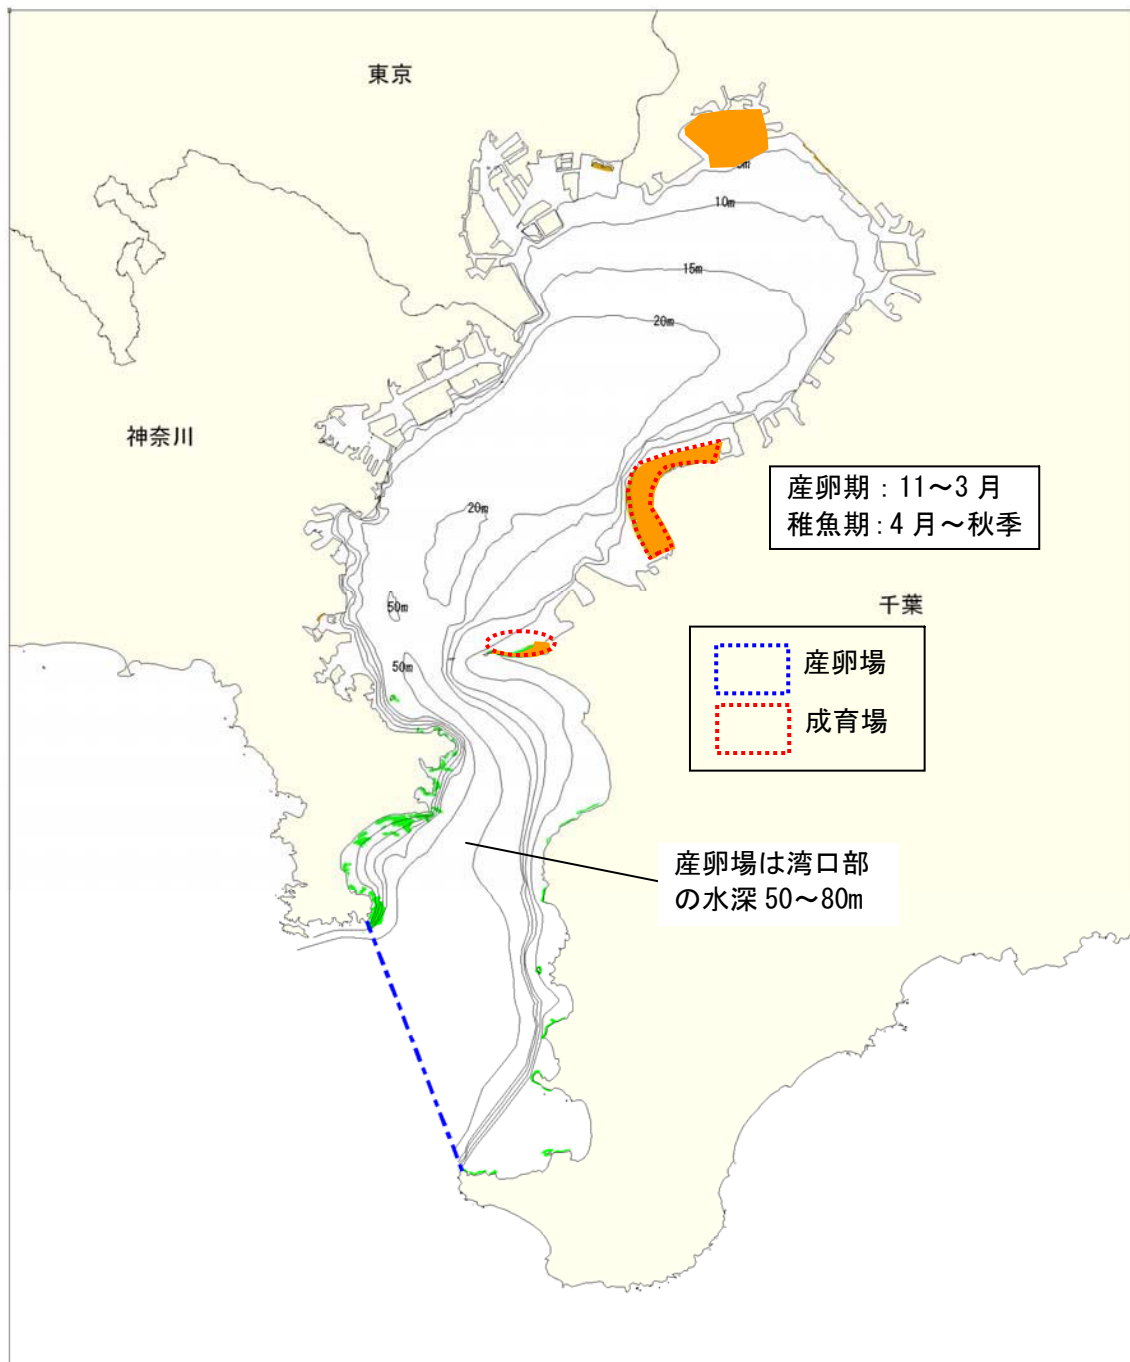 東京
10m
15m
20m
神奈川
産卵期：11～3 月
稚魚期：4 月～秋季
20m
千葉
50m
50m
産卵場
成育場
産卵場は湾口部
の水深 50～80m